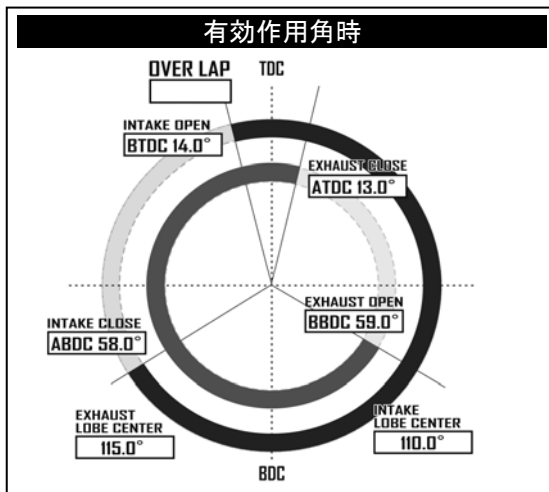 有効作用角時
OVER LAP
TDC
INTAKE OPEN
BTDC 14.0°
EXHAUST CLOSE
ATDC 13.0°
EXHAUST OPEN
BBDC 59.0°
INTAKE CLOSE
ABDC 58.0°
EXHAUST
LOBE CENTER
115.0°
INTAKE
LOBE CENTER
110.0°
BDC